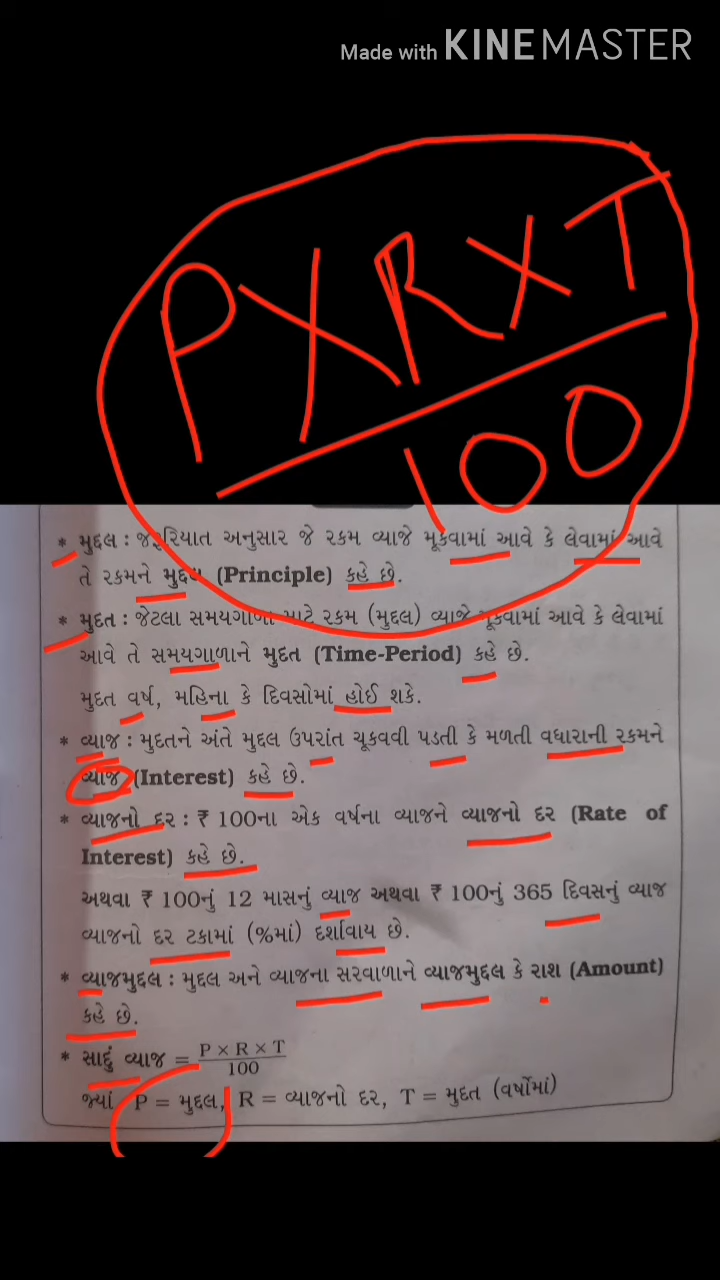 Made with KINEMASTER
P X R X T
100
* મુદ્દલ : જરૂરિયાત અનુસાર જે રકમ વ્યાજે મૂકવામાં આવે કે લેવામાં આવે
તે રકમને મુદ્દલ (Principle) કહે છે.
* મુદત : જેટલા સમયગાળા માટે રકમ (મુદ્દલ) વ્યાજે મૂકવામાં આવે કે લેવામાં
આવે તે સમયગાળાને મુદત (Time-Period) કહે છે.
મુદત વર્ષ, મહિના કે દિવસોમાં હોઈ શકે.
* વ્યાજ : મુદતને અંતે મુદ્દલ ઉપરાંત ચૂકવવી પડતી કે મળતી વધારાની રકમને
વ્યાજ (Interest) કહે છે.
* વ્યાજનો દર : ₹ 100ના એક વર્ષના વ્યાજને વ્યાજનો દર (Rate of
Interest) કહે છે.
અથવા ₹ 100નું 12 માસનું વ્યાજ અથવા ₹ 100નું 365 દિવસનું વ્યાજ
વ્યાજનો દર ટકામાં (%માં) દર્શાવાય છે.
* વ્યાજમુદ્દલ : મુદ્દલ અને વ્યાજના સરવાળાને વ્યાજમુદ્દલ કે રાશ (Amount)
કહે છે.
* સાદું વ્યાજ = P × R × T
100
જ્યાં P = મુદ્દલ, R = વ્યાજનો દર, T = મુદત (વર્ષોમાં)